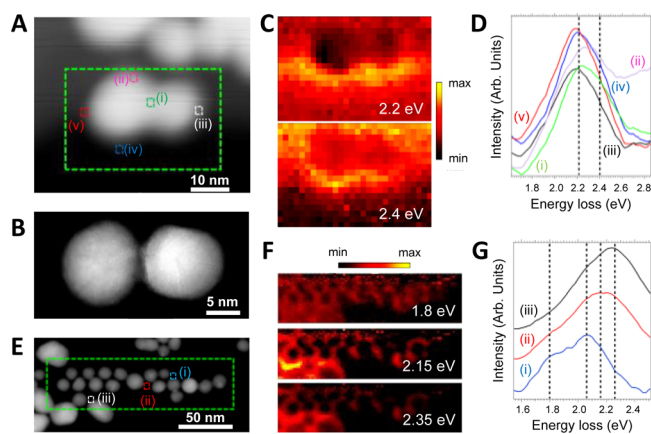 A
(ii)
(i)
(v)
(iii)
(iv)
10 nm
B
5 nm
E
(i)
(iii)
(ii)
50 nm
C
2.2 eV
max
min
2.4 eV
F
min
max
1.8 eV
2.15 eV
2.35 eV
D
Intensity (Arb. Units)
(ii)
(iv)
(v)
(iii)
(i)
1.8 2.0 2.2 2.4 2.6 2.8
Energy loss (eV)
G
Intensity (Arb. Units)
(iii)
(ii)
(i)
1.6 1.8 2.0 2.2 2.4
Energy loss (eV)